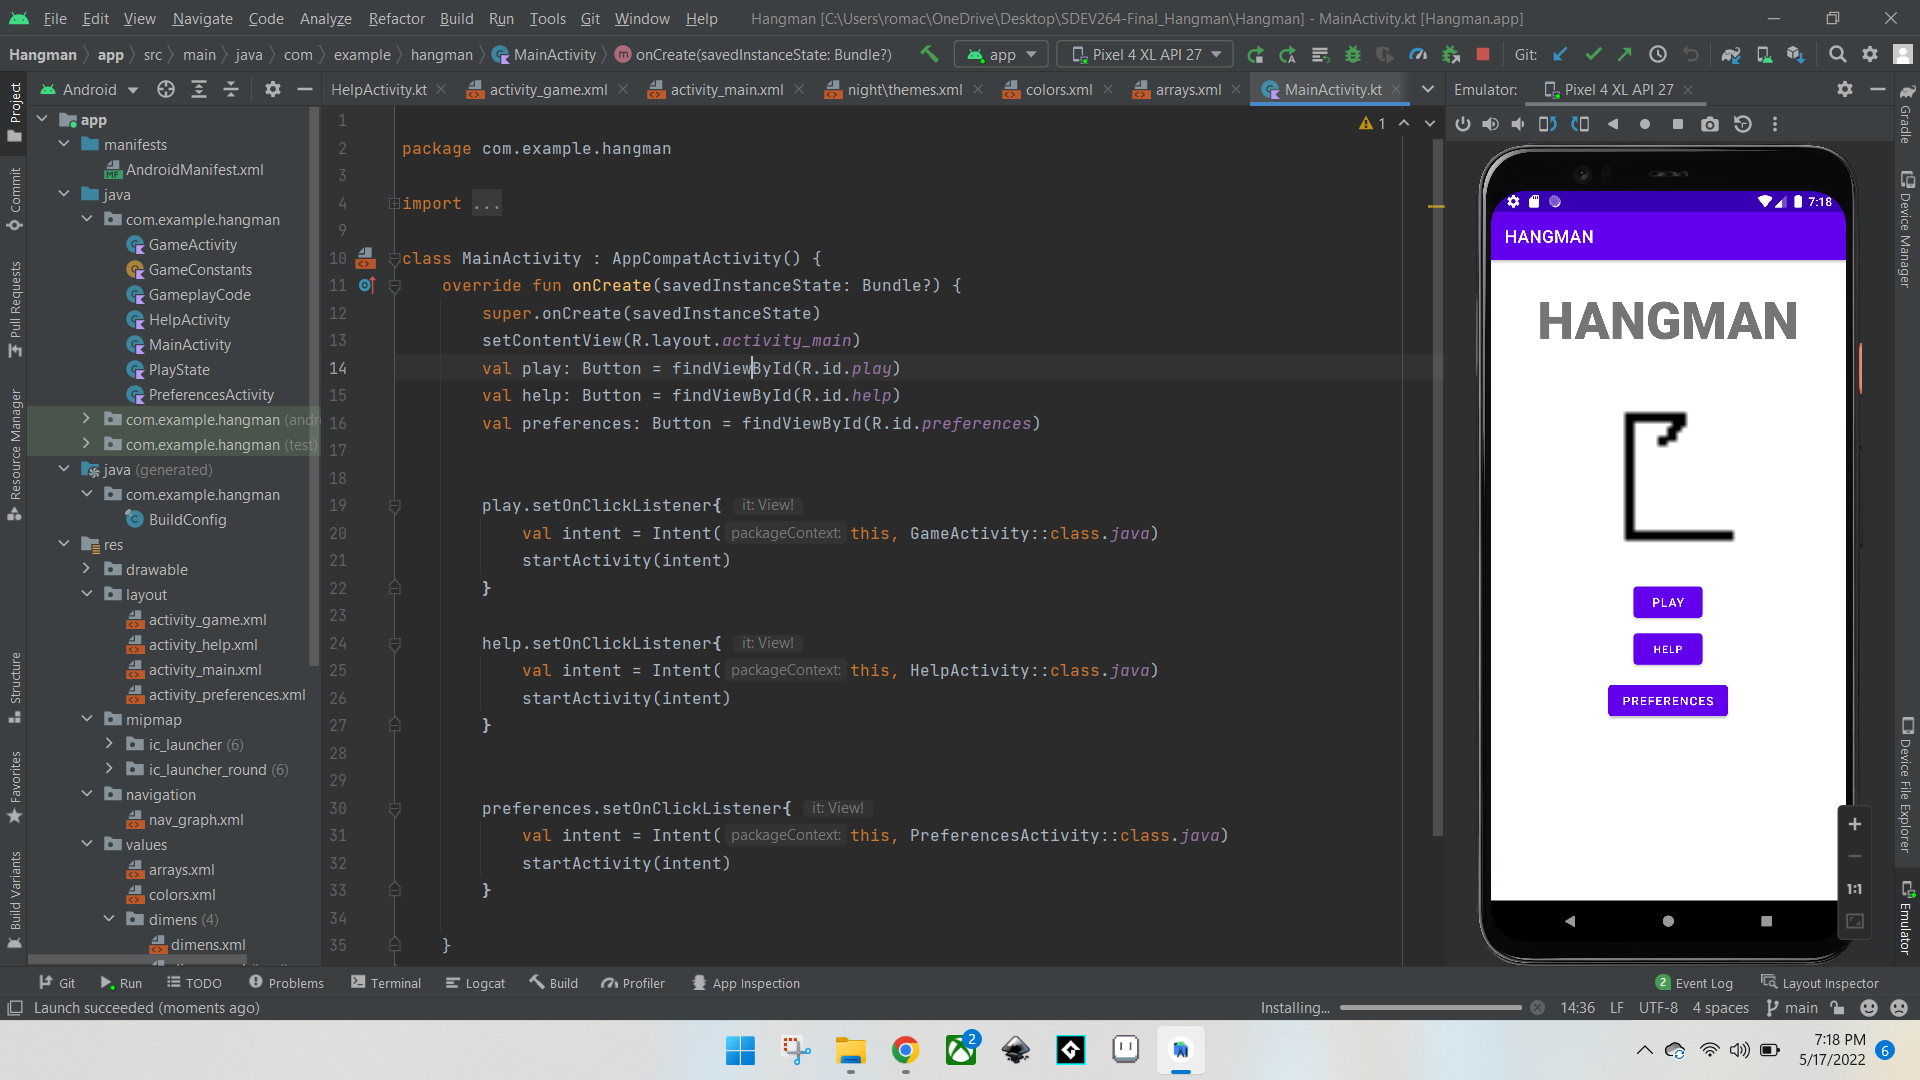 File Edit View Navigate Code Analyze Refactor Build Run Tools Git Window Help Hangman [C:\Users\romac\OneDrive\Desktop\SDEV264-Final_Hangman\Hangman] - MainActivity.kt [Hangman.app]
Hangman app src main java com example hangman MainActivity onCreate(savedInstanceState: Bundle?) app Pixel 4 XL API 27 Git:
Android HelpActivity.kt activity_game.xml activity_main.xml night\themes.xml colors.xml arrays.xml MainActivity.kt Emulator: Pixel 4 XL API 27
Project
Commit
Pull Requests
Resource Manager
Structure
Favorites
Build Variants
app
manifests
AndroidManifest.xml
java
com.example.hangman
GameActivity
GameConstants
GameplayCode
HelpActivity
MainActivity
PlayState
PreferencesActivity
com.example.hangman (andr
com.example.hangman (test)
java (generated)
com.example.hangman
BuildConfig
res
drawable
layout
activity_game.xml
activity_help.xml
activity_main.xml
activity_preferences.xml
mipmap
ic_launcher (6)
ic_launcher_round (6)
navigation
nav_graph.xml
values
arrays.xml
colors.xml
dimens (4)
dimens.xml
1
1
2 package com.example.hangman
3
4 import ...
9
10 class MainActivity : AppCompatActivity() {
11 override fun onCreate(savedInstanceState: Bundle?) {
12 super.onCreate(savedInstanceState)
13 setContentView(R.layout.activity_main)
14 val play: Button = findViewById(R.id.play)
15 val help: Button = findViewById(R.id.help)
16 val preferences: Button = findViewById(R.id.preferences)
17
18
19 play.setOnClickListener{ it: View!
20 val intent = Intent( packageContext: this, GameActivity::class.java)
21 startActivity(intent)
22 }
23
24 help.setOnClickListener{ it: View!
25 val intent = Intent( packageContext: this, HelpActivity::class.java)
26 startActivity(intent)
27 }
28
29
30 preferences.setOnClickListener{ it: View!
31 val intent = Intent( packageContext: this, PreferencesActivity::class.java)
32 startActivity(intent)
33 }
34
35 }
7:18
HANGMAN
HANGMAN
PLAY
HELP
PREFERENCES
1:1
Gradle
Device Manager
Device File Explorer
Emulator
Git Run TODO Problems Terminal Logcat Build Profiler App Inspection 2 Event Log Layout Inspector
Launch succeeded (moments ago) Installing... 14:36 LF UTF-8 4 spaces main
2
7:18 PM
5/17/2022
6